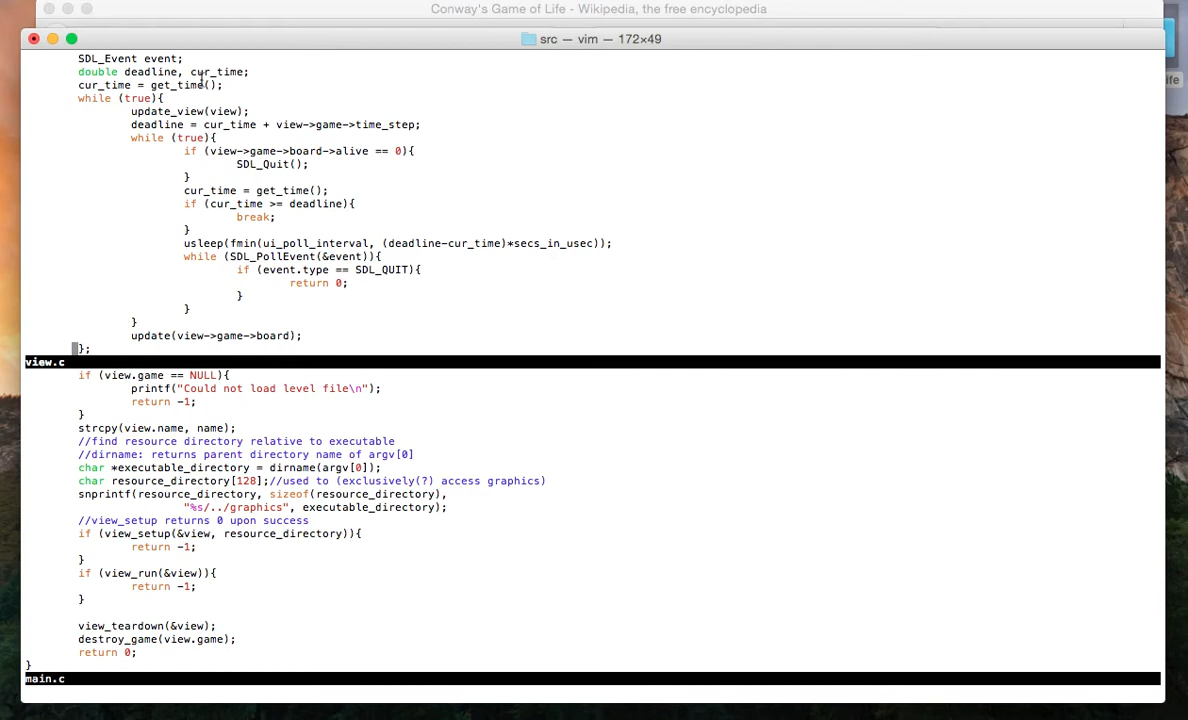 Conway's Game of Life - Wikipedia, the free encyclopedia
src — vim — 172×49
SDL_Event event;
double deadline, cur_time;
cur_time = get_time();
while (true){
update_view(view);
deadline = cur_time + view->game->time_step;
while (true){
if (view->game->board->alive == 0){
SDL_Quit();
}
cur_time = get_time();
if (cur_time >= deadline){
break;
}
usleep(fmin(ui_poll_interval, (deadline-cur_time)*secs_in_usec));
while (SDL_PollEvent(&event)){
if (event.type == SDL_QUIT){
return 0;
}
}
}
update(view->game->board);
};
view.c
if (view.game == NULL){
printf("Could not load level file\n");
return -1;
}
strcpy(view.name, name);
//find resource directory relative to executable
//dirname: returns parent directory name of argv[0]
char *executable_directory = dirname(argv[0]);
char resource_directory[128];//used to (exclusively(?) access graphics)
snprintf(resource_directory, sizeof(resource_directory),
"%s/../graphics", executable_directory);
//view_setup returns 0 upon success
if (view_setup(&view, resource_directory)){
return -1;
}
if (view_run(&view)){
return -1;
}
view_teardown(&view);
destroy_game(view.game);
return 0;
}
main.c
ife